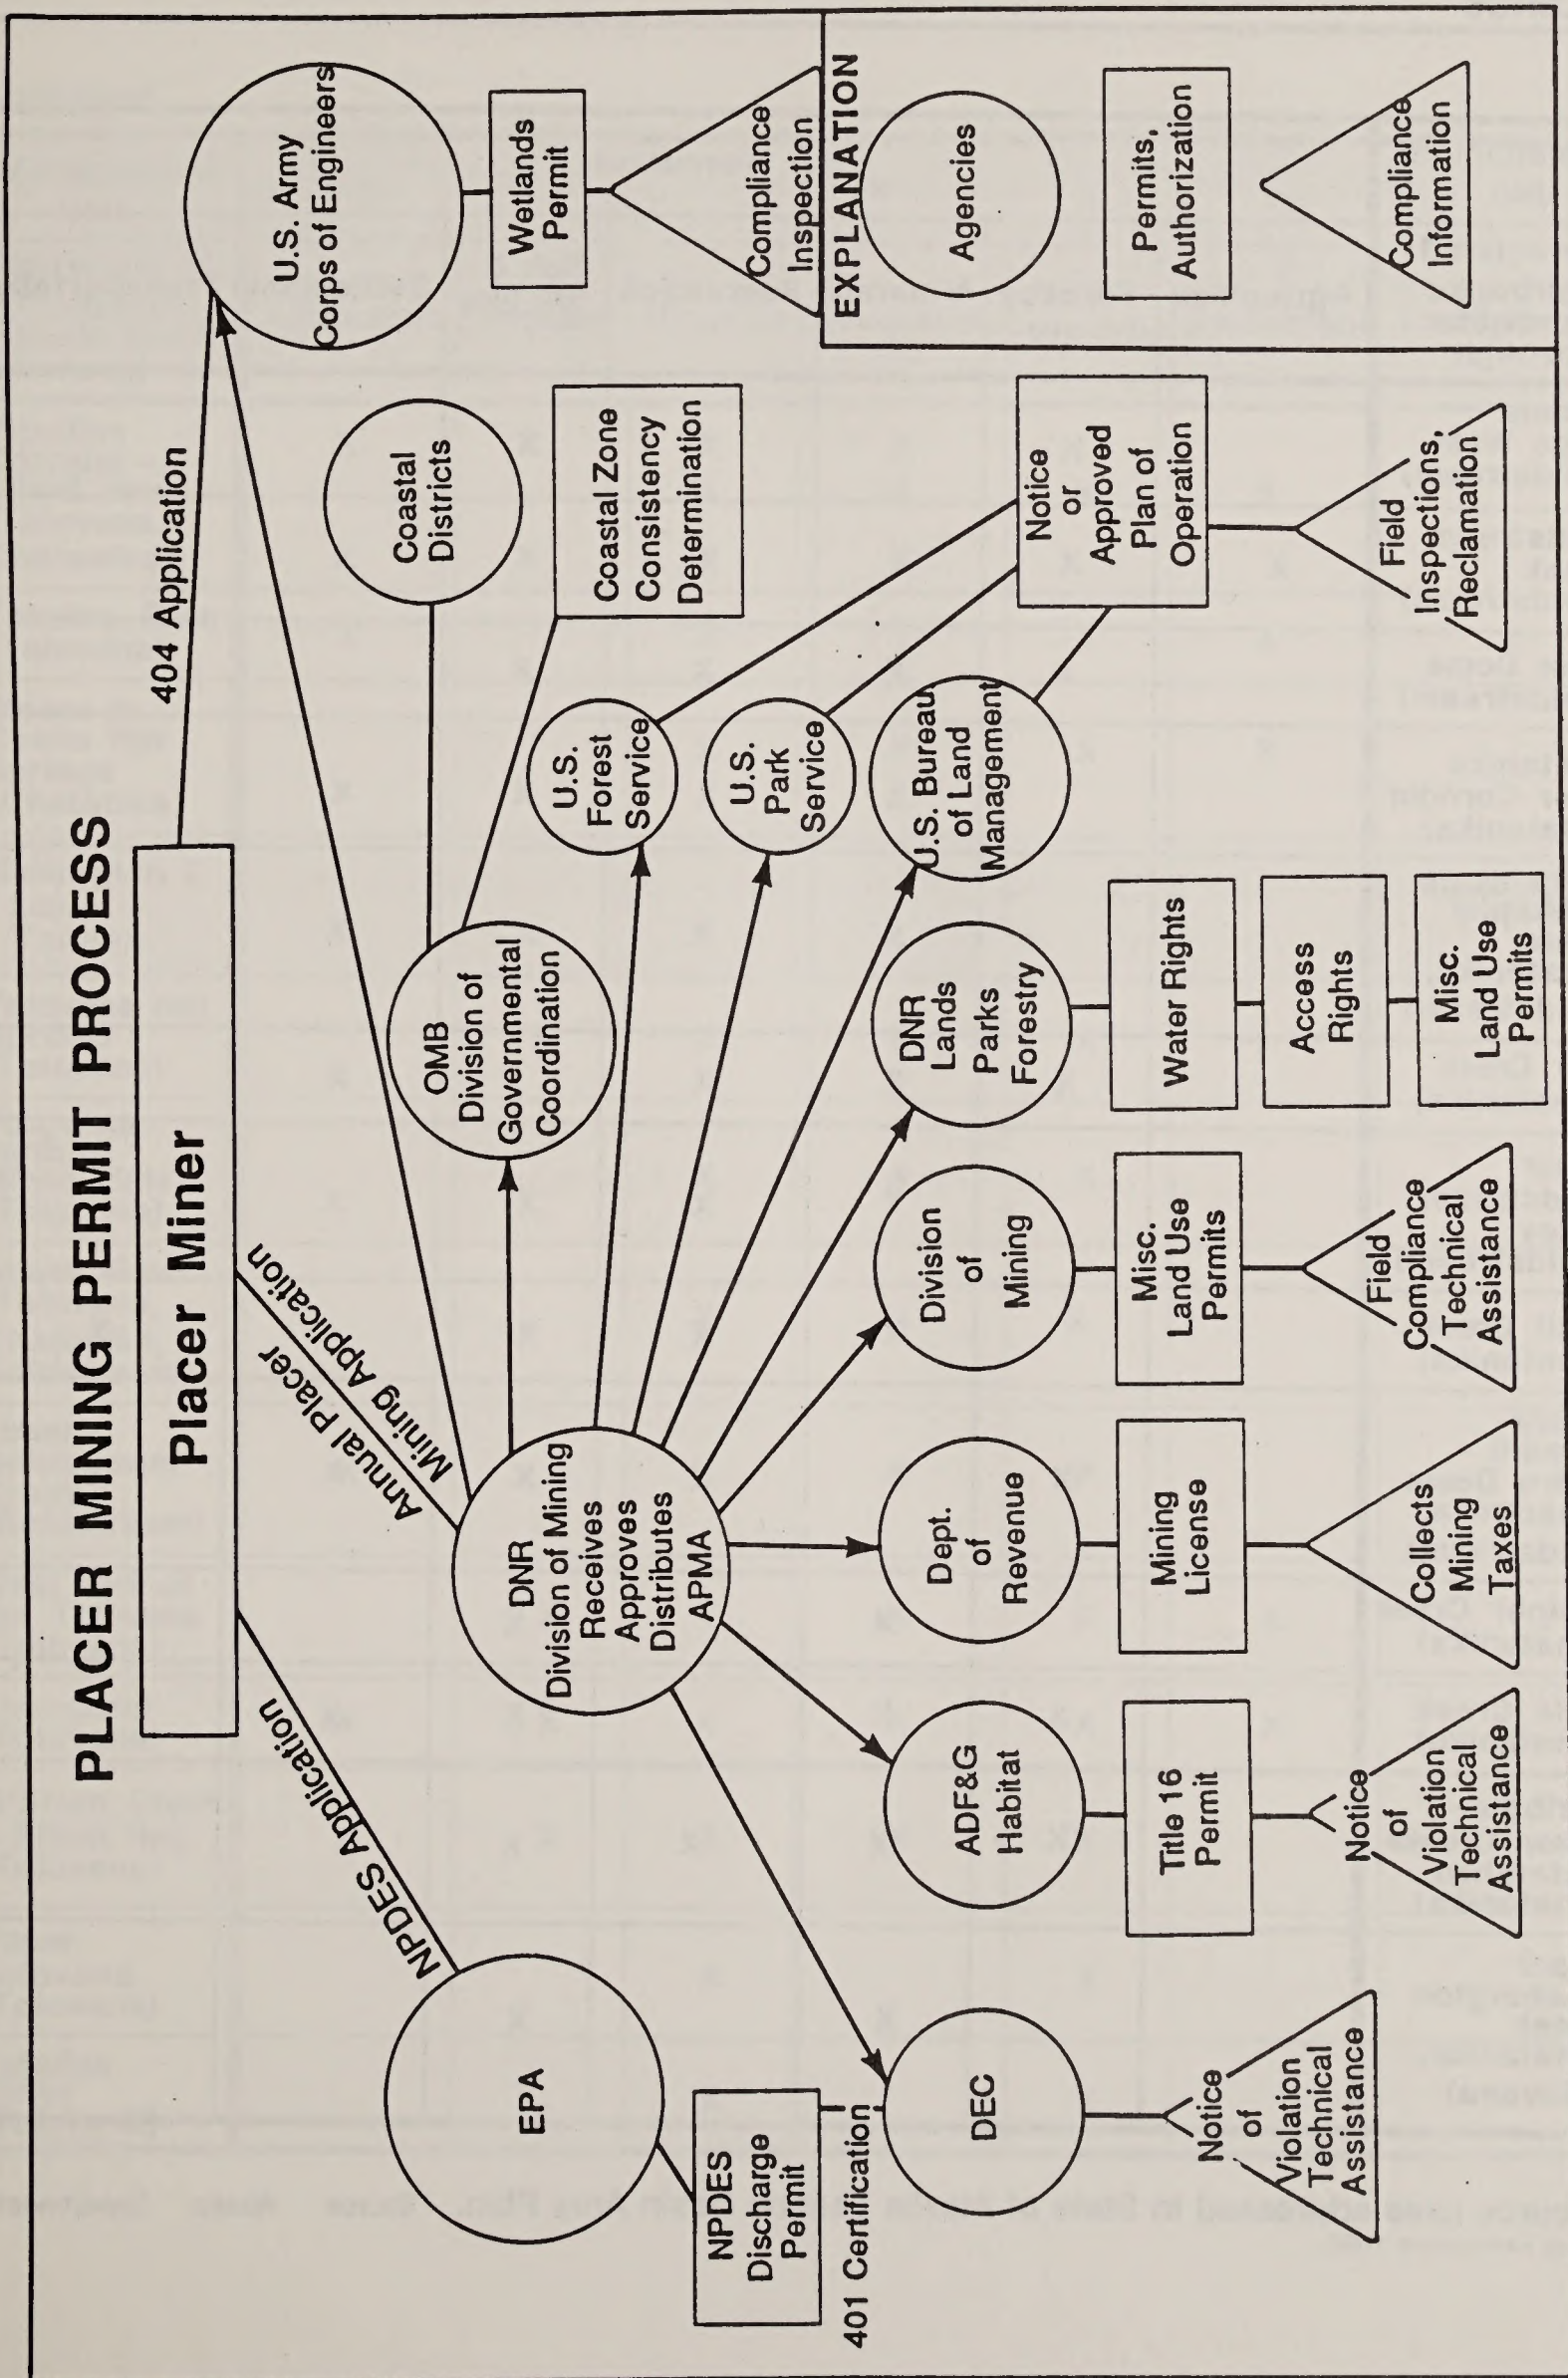 PLACER MINING PERMIT PROCESS
Placer Miner
NPDES Application
Annual Placer
Mining Application
404 Application
EPA
NPDES
Discharge
Permit
401 Certification
DEC
Notice
of
Violation
Technical
Assistance
DNR
Division of Mining
Receives
Approves
Distributes
APMA
ADF&G
Habitat
Title 16
Permit
Notice
of
Violation
Technical
Assistance
Dept.
of
Revenue
Mining
License
Collects
Mining
Taxes
Division
of
Mining
Misc.
Land Use
Permits
Field
Compliance
Technical
Assistance
DNR
Lands
Parks
Forestry
Water Rights
Access
Rights
Misc.
Land Use
Permits
OMB
Division of
Governmental
Coordination
Coastal
Districts
Coastal Zone
Consistency
Determination
U.S.
Forest
Service
U.S.
Park
Service
U.S. Bureau
of Land
Management
Notice
or
Approved
Plan of
Operation
Field
Inspections,
Reclamation
U.S. Army
Corps of Engineers
Wetlands
Permit
Compliance
Inspection
EXPLANATION
Agencies
Permits,
Authorization
Compliance
Information